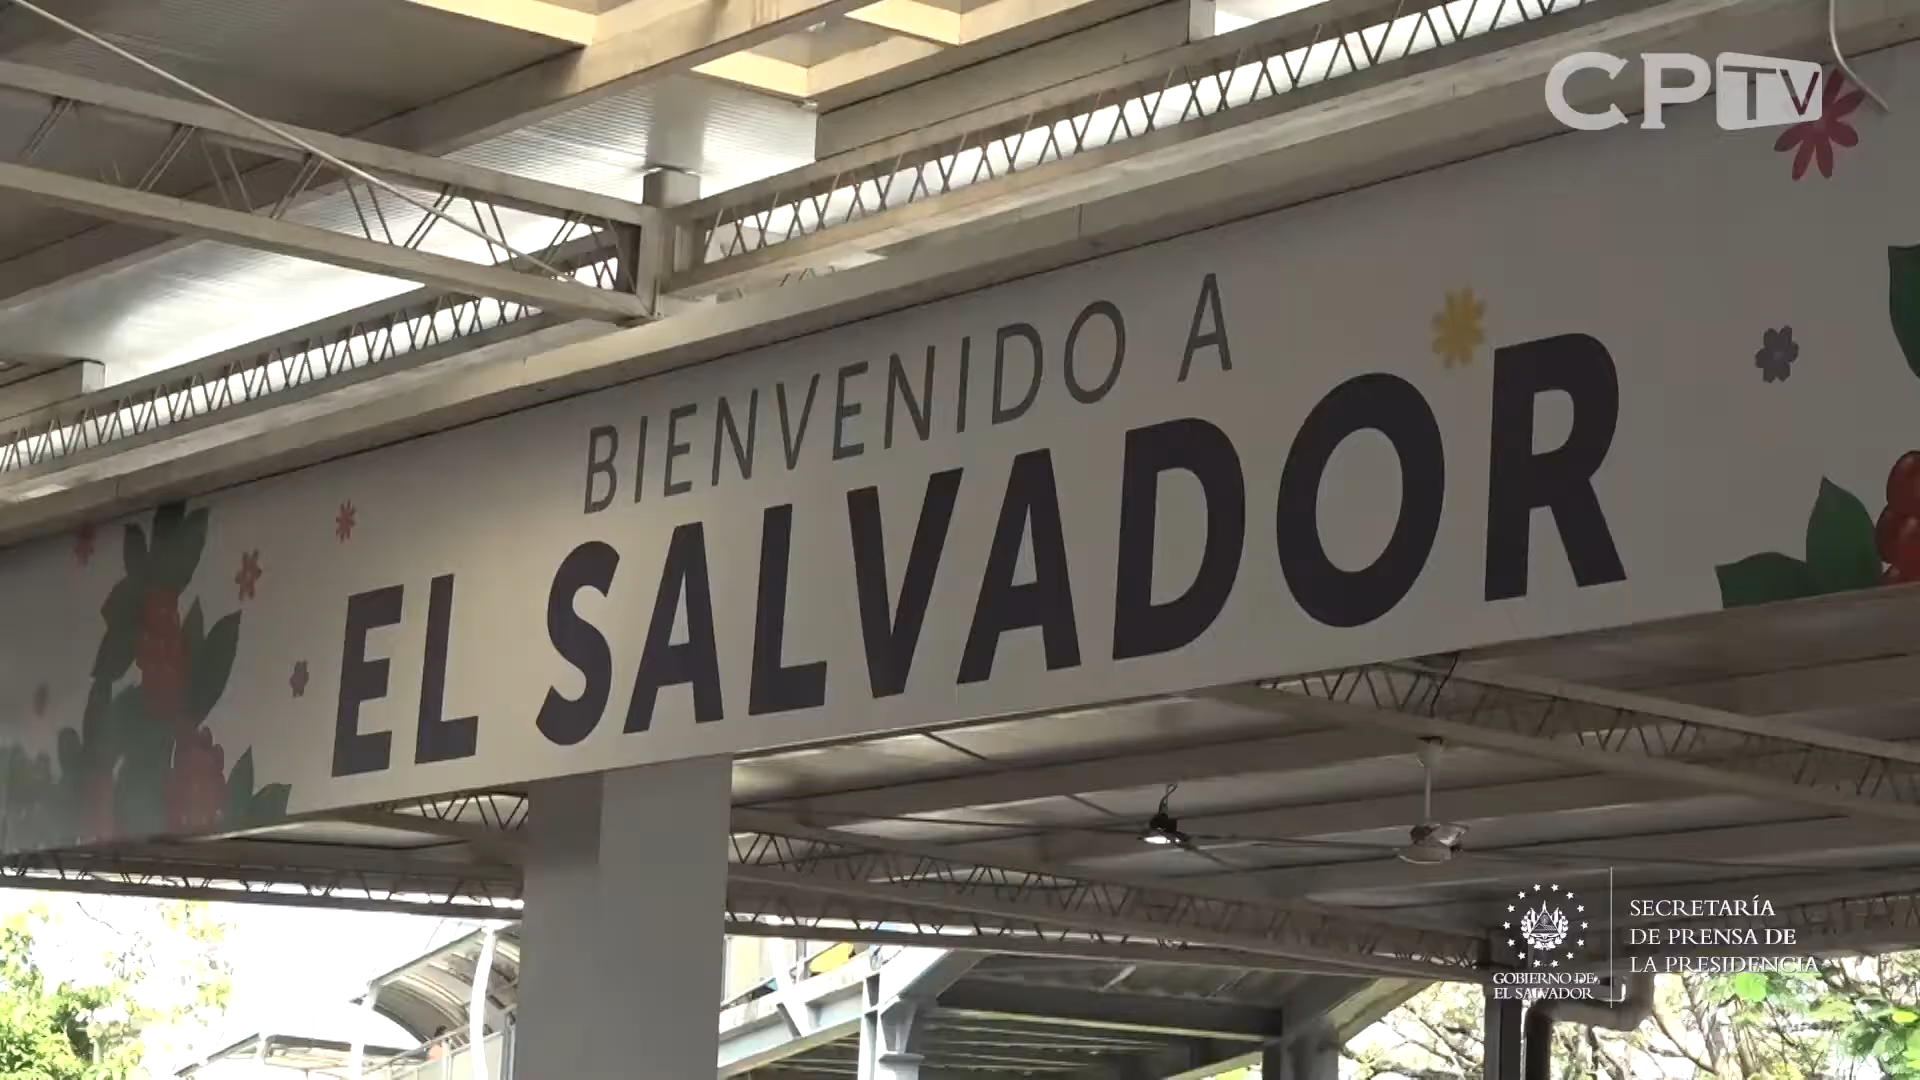 CPTV
BIENVENIDO A
EL SALVADOR
GOBIERNO DE
EL SALVADOR
SECRETARÍA
DE PRENSA DE
LA PRESIDENCIA